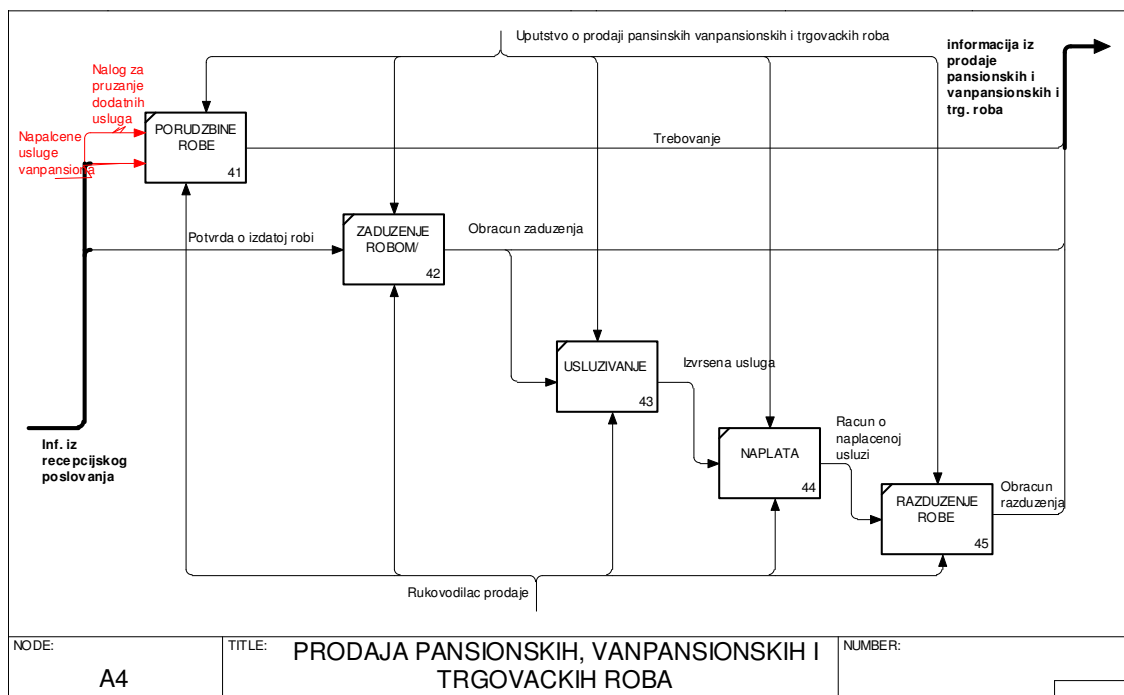 Uputstvo o prodaji pansinskih vanpansionskih i trgovackih roba
informacija iz
prodaje
pansionskih i
vanpansionskih i
trg. roba
Nalog za
pruzanje
dodatnih
usluga
Napalcene
usluge
vanpansiona
PORUDZBINE
ROBE
41
Trebovanje
Potvrda o izdatoj robi
ZADUZENJE
ROBOM/
42
Obracun zaduzenja
USLUZIVANJE
43
Izvrsena usluga
Inf. iz
recepcijskog
poslovanja
NAPLATA
44
Racun o
naplacenoj
usluzi
RAZDUZENJE
ROBE
45
Obracun
razduzenja
Rukovodilac prodaje
NODE:
A4
TITLE:
PRODAJA PANSIONSKIH, VANPANSIONSKIH I
TRGOVACKIH ROBA
NUMBER: